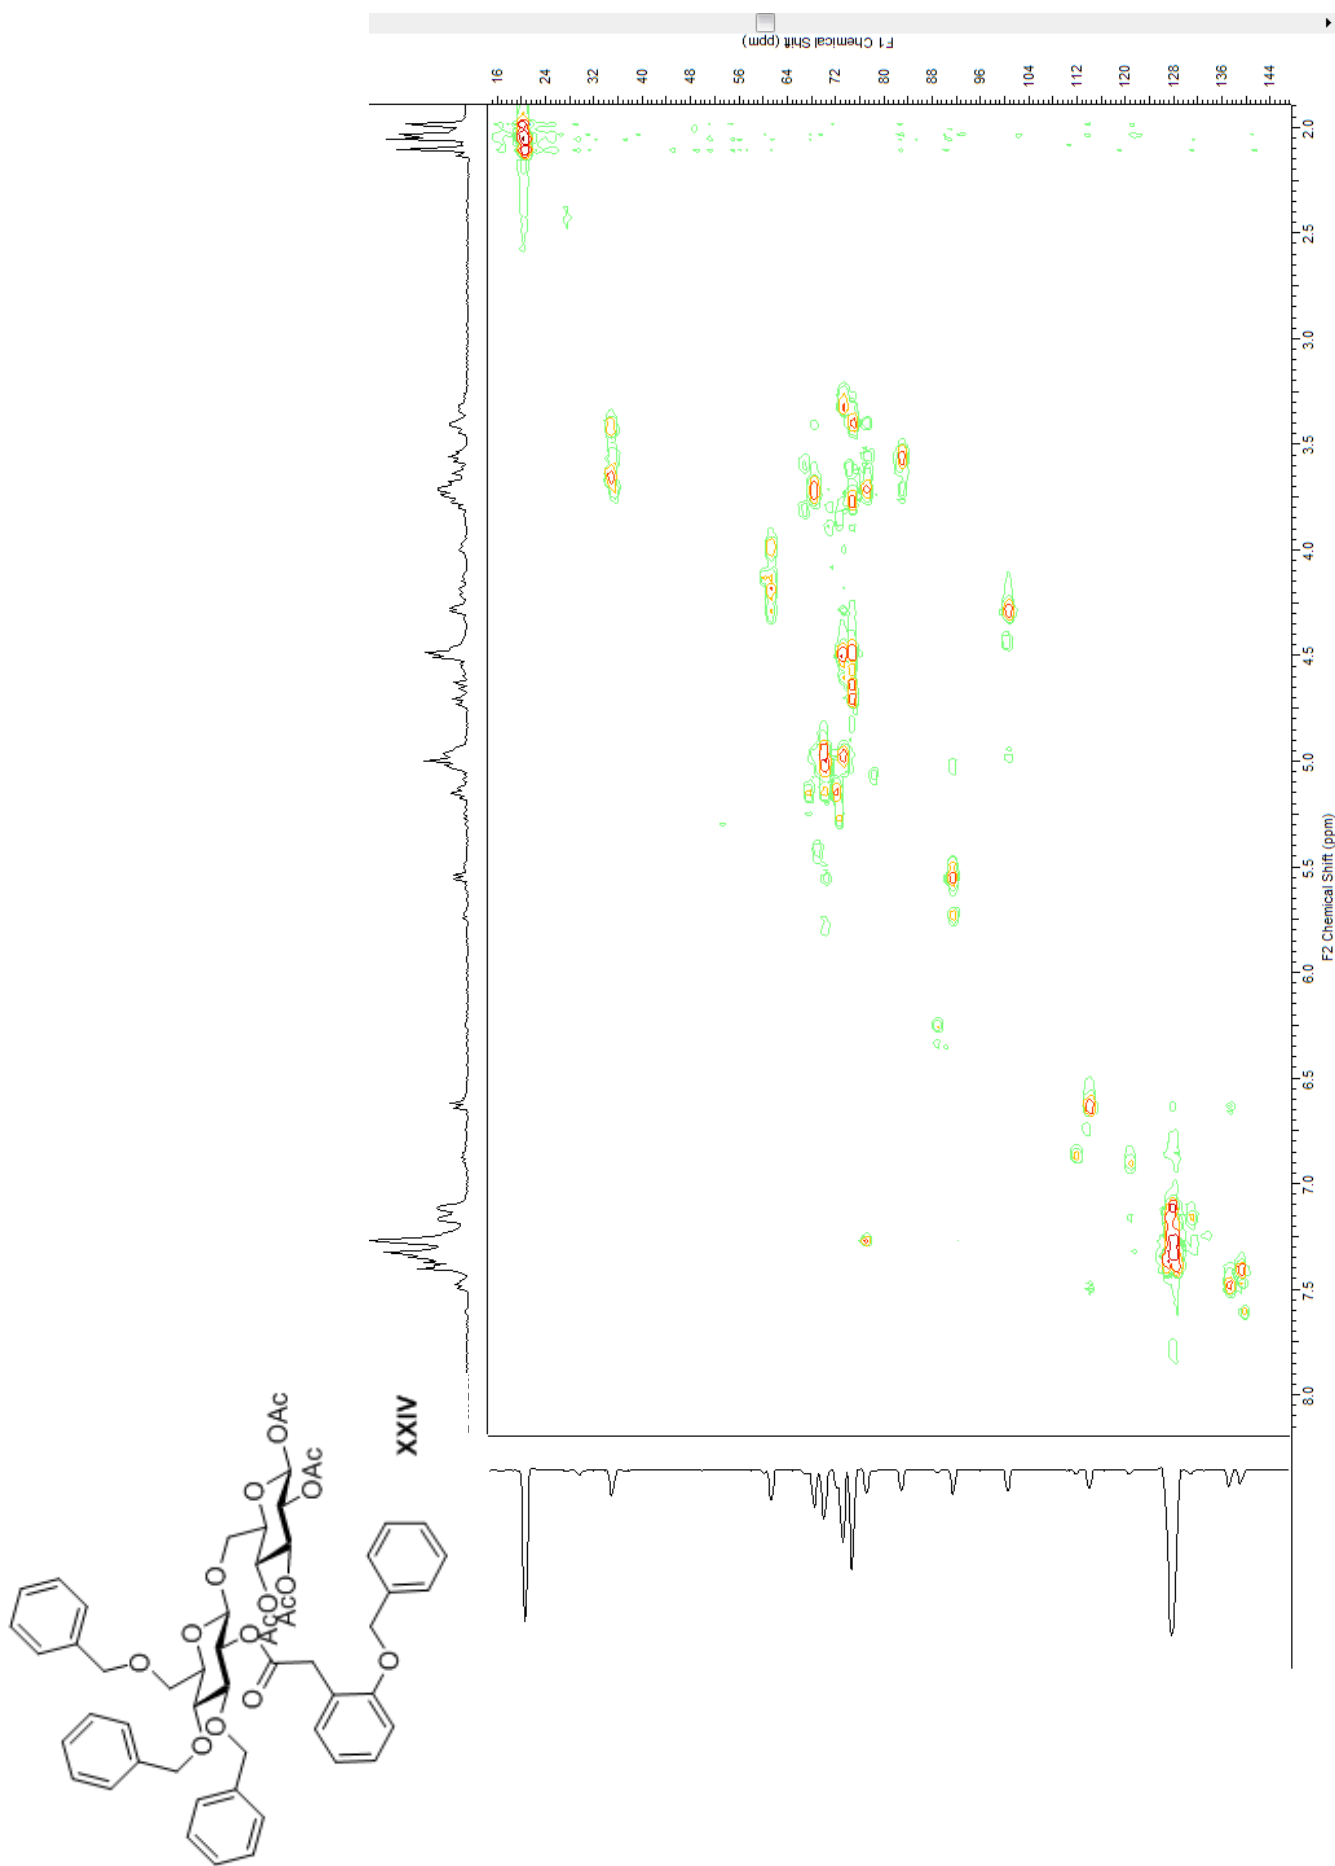 F1 Chemical Shift (ppm)
16 24 32 40 48 56 64 72 80 88 96 104 112 120 128 136 144
2.0 2.5 3.0 3.5 4.0 4.5 5.0 5.5 6.0 6.5 7.0 7.5 8.0
F2 Chemical Shift (ppm)
O
O
O
O
O
O
O
O
O
O
AcO
AcO
OAc
OAc
XXIV